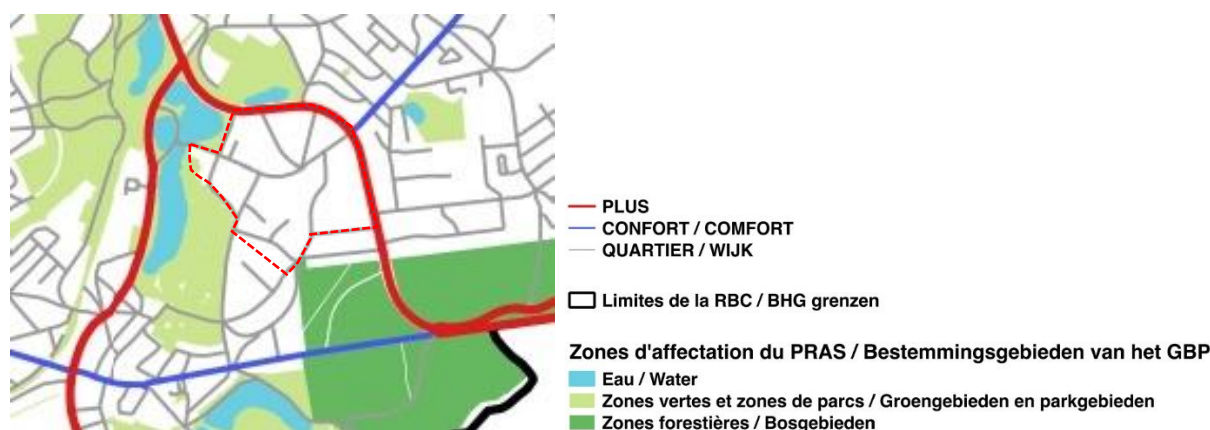 PLUS
CONFORT / COMFORT
QUARTIER / WIJK
Limites de la RBC / BHG grenzen
Zones d'affectation du PRAS / Bestemmingsgebieden van het GBP
Eau / Water
Zones vertes et zones de parcs / Groengebieden en parkgebieden
Zones forestières / Bosgebieden